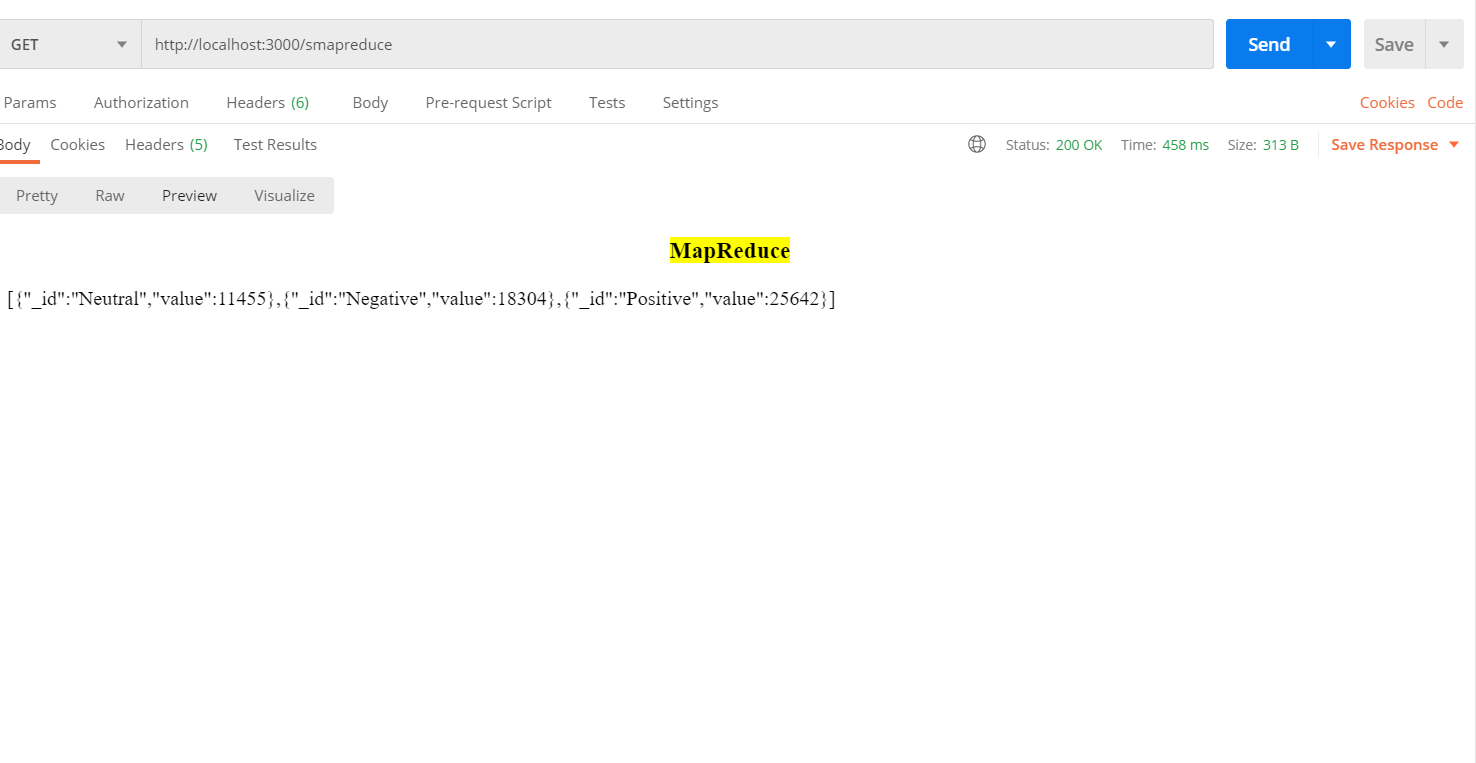 GET http://localhost:3000/smapreduce Send Save
Params Authorization Headers (6) Body Pre-request Script Tests Settings Cookies Code
Body Cookies Headers (5) Test Results Status: 200 OK Time: 458 ms Size: 313 B Save Response
Pretty Raw Preview Visualize
MapReduce
[{"_id":"Neutral","value":11455},{"_id":"Negative","value":18304},{"_id":"Positive","value":25642}]